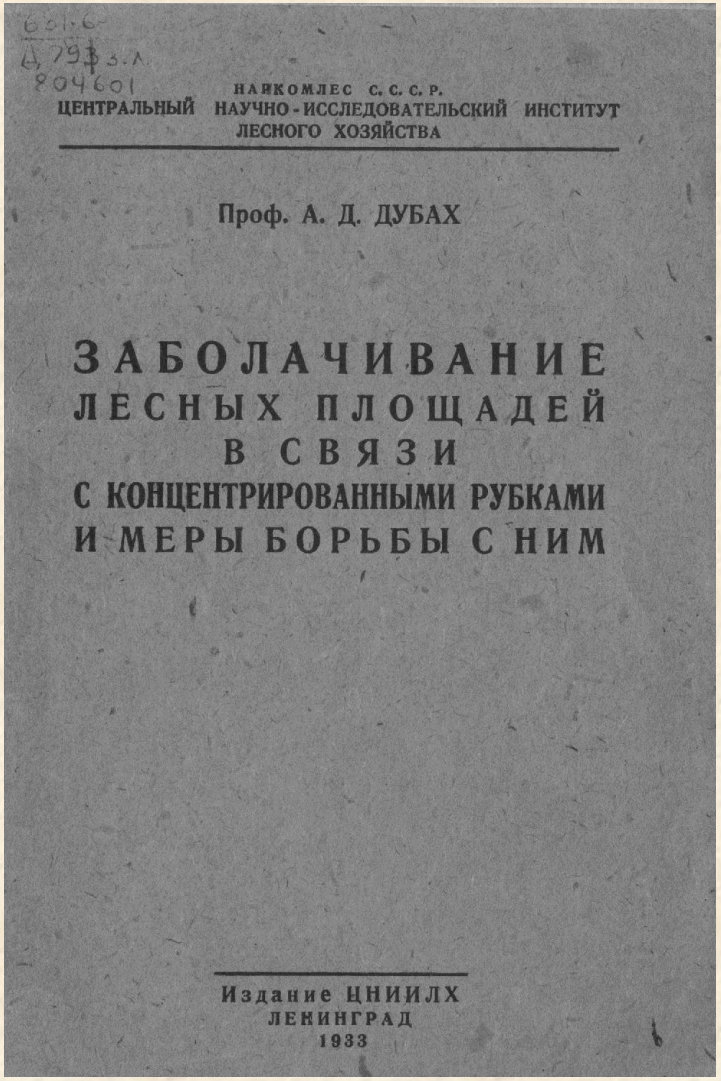 804601
НАРКОМЛЕС С. С. С. Р.
ЦЕНТРАЛЬНЫЙ НАУЧНО-ИССЛЕДОВАТЕЛЬСКИЙ ИНСТИТУТ
ЛЕСНОГО ХОЗЯЙСТВА
Проф. А. Д. ДУБАХ
ЗАБОЛАЧИВАНИЕ
ЛЕСНЫХ ПЛОЩАДЕЙ
В СВЯЗИ
С КОНЦЕНТРИРОВАННЫМИ РУБКАМИ
И МЕРЫ БОРЬБЫ С НИМ
Издание ЦНИИЛХ
ЛЕНИНГРАД
1933